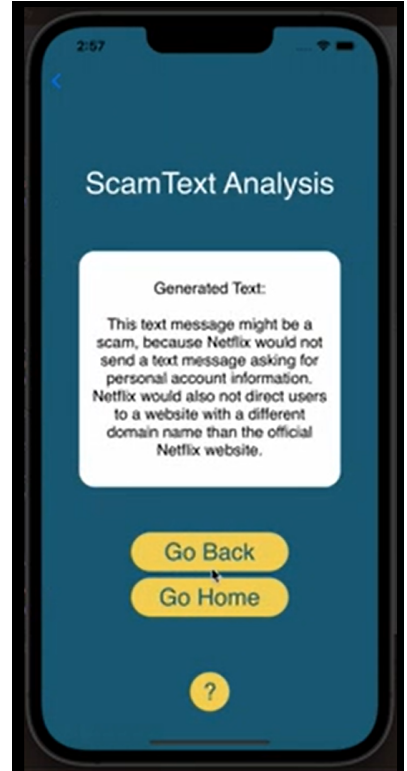 2:57
ScamText Analysis
Generated Text:
This text message might be a
scam, because Netflix would not
send a text message asking for
personal account information.
Netflix would also not direct users
to a website with a different
domain name than the official
Netflix website.
Go Back
Go Home
?